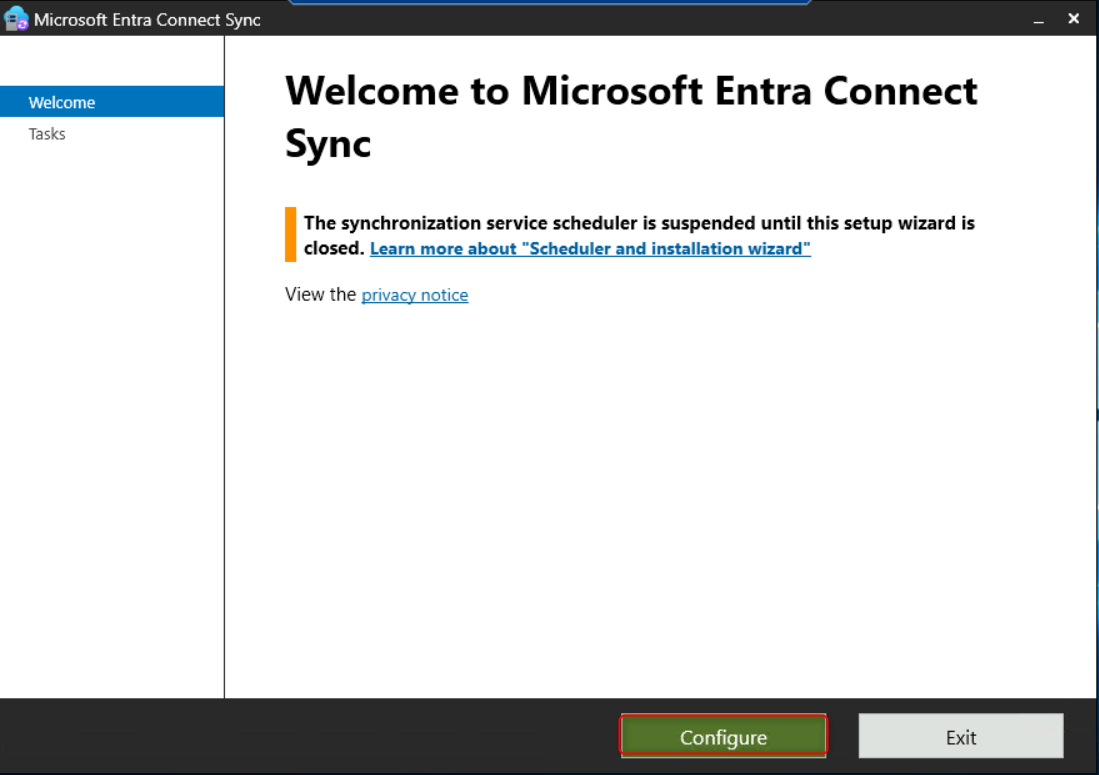 Microsoft Entra Connect Sync
Welcome
Tasks
Welcome to Microsoft Entra Connect
Sync
The synchronization service scheduler is suspended until this setup wizard is
closed. Learn more about "Scheduler and installation wizard"
View the privacy notice
Configure
Exit